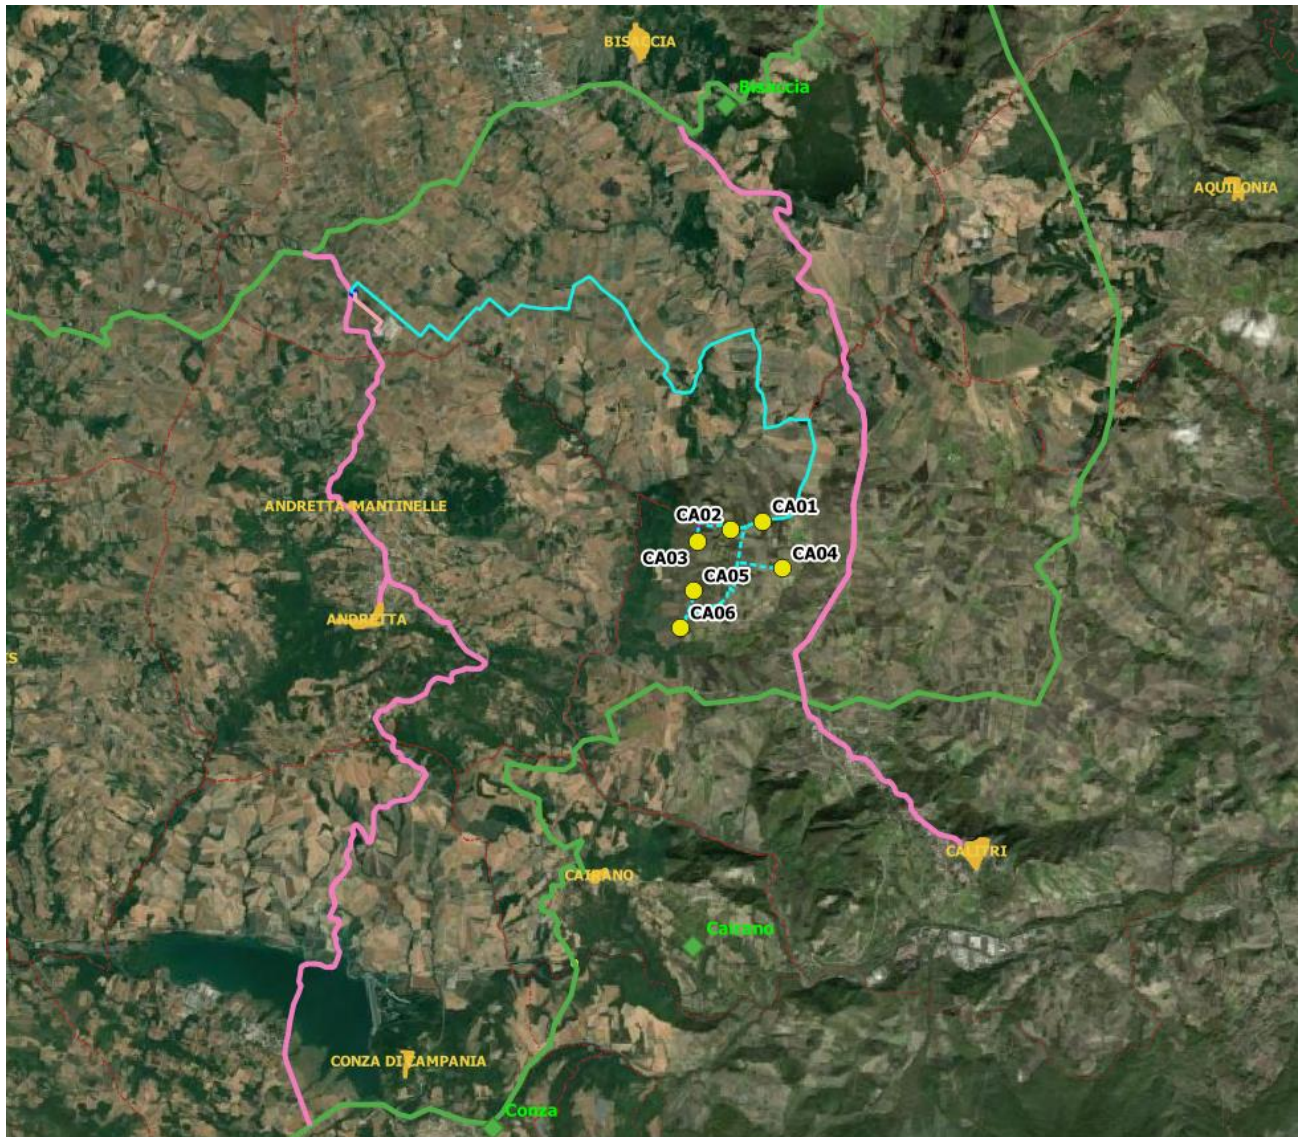 BISACCIA
Bisaccia
AQUILONIA
ANDRETTA MANTINELLE
CA02
CA01
CA03
CA04
CA05
CA06
ANDRETTA
S
CALITRI
CAIRANO
Cairano
CONZA DI CAMPANIA
Conza